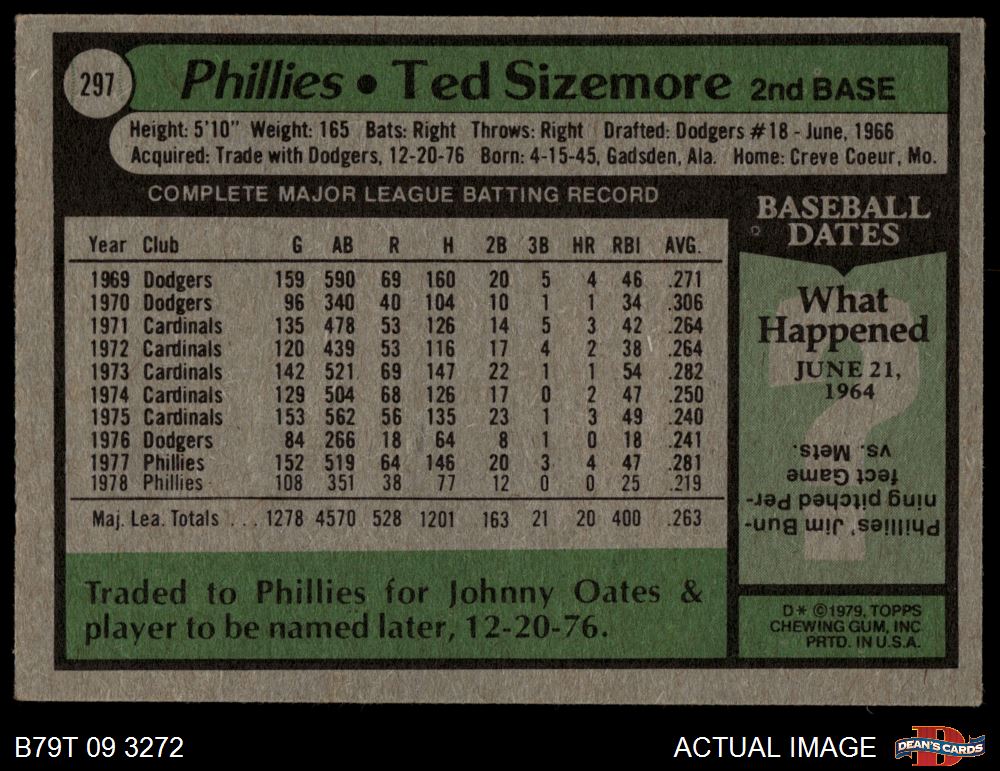 297
Phillies • Ted Sizemore 2nd BASE
Height: 5'10" Weight: 165 Bats: Right Throws: Right Drafted: Dodgers #18 - June, 1966
Acquired: Trade with Dodgers, 12-20-76 Born: 4-15-45, Gadsden, Ala. Home: Creve Coeur, Mo.
COMPLETE MAJOR LEAGUE BATTING RECORD
Year Club G AB R H 2B 3B HR RBI AVG.
1969 Dodgers 159 590 69 160 20 5 4 46 .271
1970 Dodgers 96 340 40 104 10 1 1 34 .306
1971 Cardinals 135 478 53 126 14 5 3 42 .264
1972 Cardinals 120 439 53 116 17 4 2 38 .264
1973 Cardinals 142 521 69 147 22 1 1 54 .282
1974 Cardinals 129 504 68 126 17 0 2 47 .250
1975 Cardinals 153 562 56 135 23 1 3 49 .240
1976 Dodgers 84 266 18 64 8 1 0 18 .241
1977 Phillies 152 519 64 146 20 3 4 47 .281
1978 Phillies 108 351 38 77 12 0 0 25 .219
Maj. Lea. Totals . . . 1278 4570 528 1201 163 21 20 400 .263
Traded to Phillies for Johnny Oates &
player to be named later, 12-20-76.
BASEBALL
DATES
What
Happened
JUNE 21,
1964
?
Phillies' Jim Bun-
ning pitched Per-
fect Game
vs. Mets.
D* ©1979, TOPPS
CHEWING GUM, INC
PRTD. IN U.S.A.
B79T 09 3272
ACTUAL IMAGE
D
DEAN'S CARDS